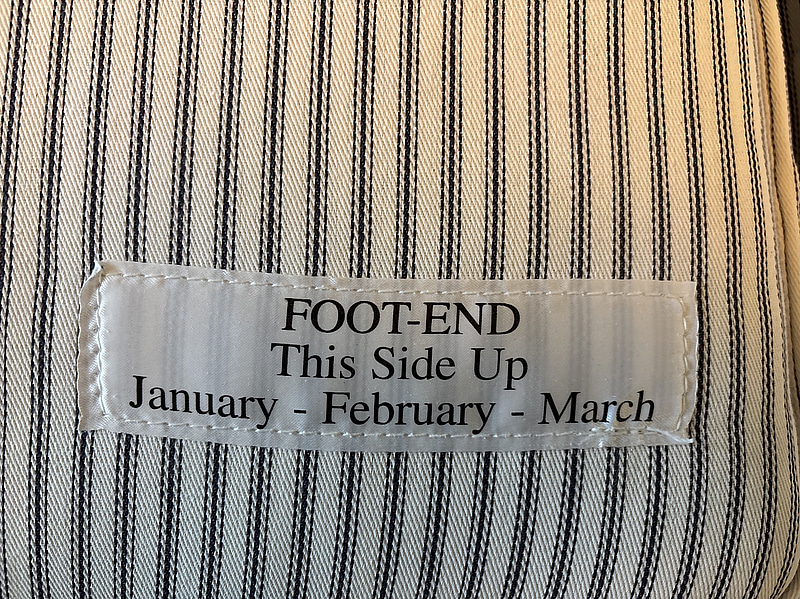 FOOT-END
This Side Up
January - February - March